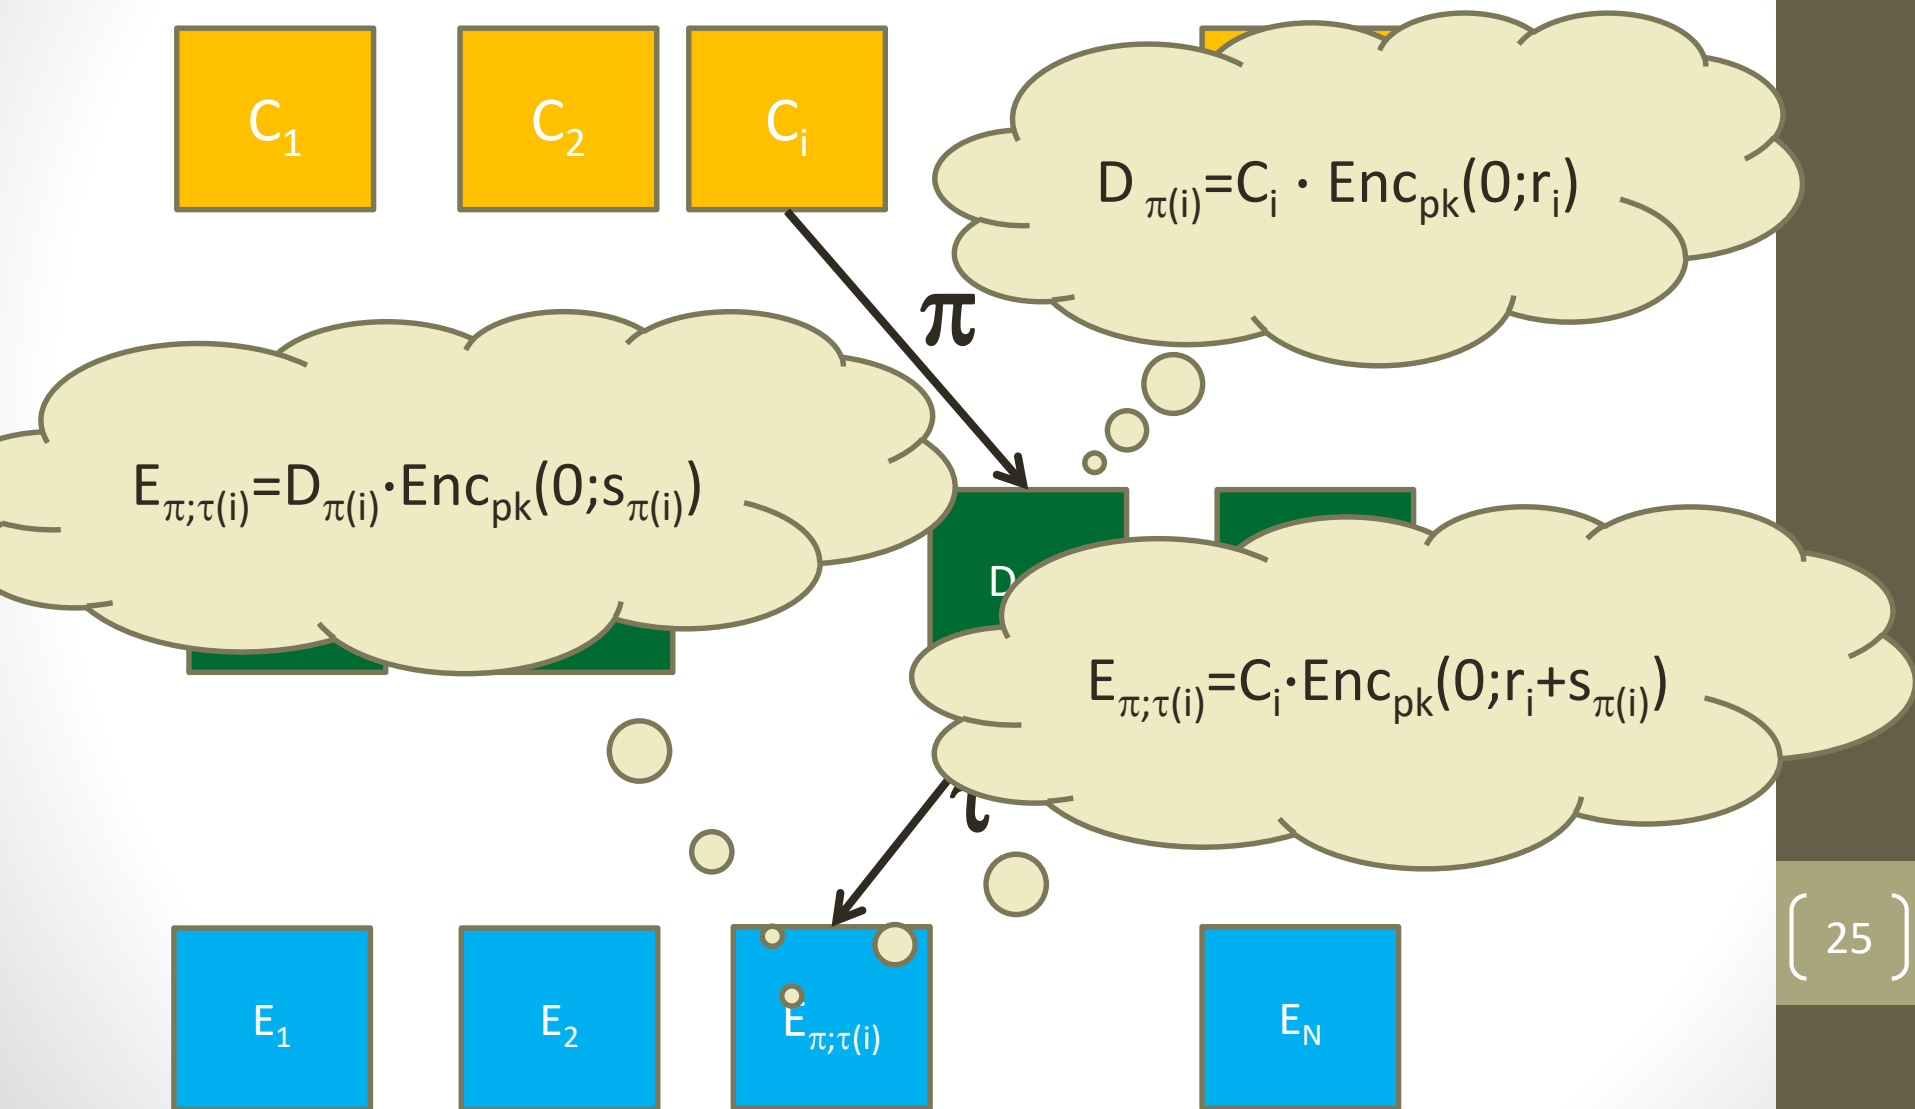 C₁ C₂ Cᵢ
D π(i)=Cᵢ · Encpk(0;rᵢ)
π
Eπ;τ(i)=Dπ(i)·Encpk(0;sπ(i))
D
Eπ;τ(i)=Cᵢ·Encpk(0;rᵢ+sπ(i))
τ
25
E₁ E₂ Eπ;τ(i) E_N